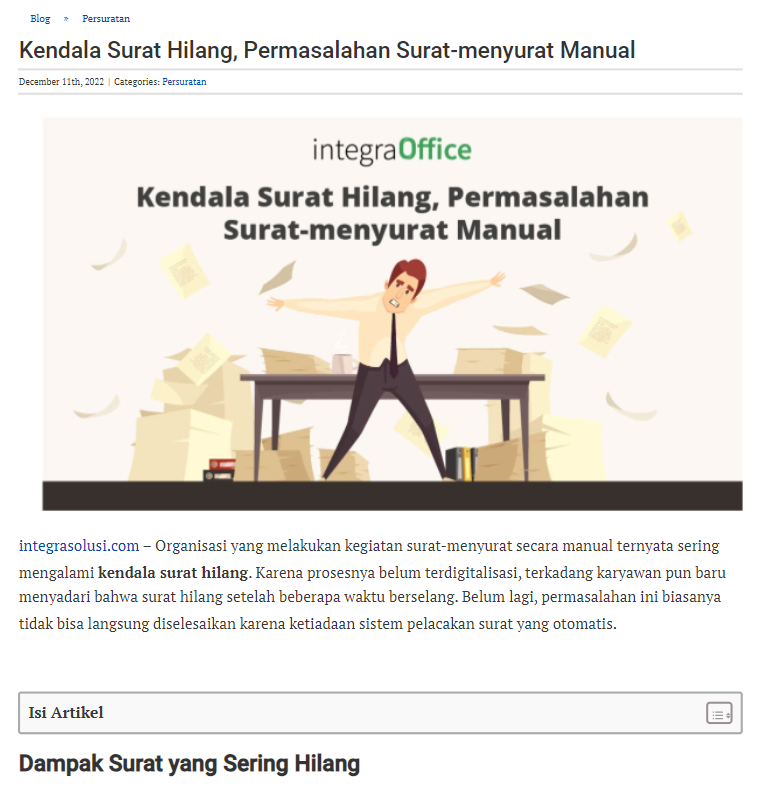 Blog » Persuratan
Kendala Surat Hilang, Permasalahan Surat-menyurat Manual
December 11th, 2022 | Categories: Persuratan
integraOffice
Kendala Surat Hilang, Permasalahan
Surat-menyurat Manual
integrasolusi.com – Organisasi yang melakukan kegiatan surat-menyurat secara manual ternyata sering
mengalami kendala surat hilang. Karena prosesnya belum terdigitalisasi, terkadang karyawan pun baru
menyadari bahwa surat hilang setelah beberapa waktu berselang. Belum lagi, permasalahan ini biasanya
tidak bisa langsung diselesaikan karena ketiadaan sistem pelacakan surat yang otomatis.
Isi Artikel
Dampak Surat yang Sering Hilang